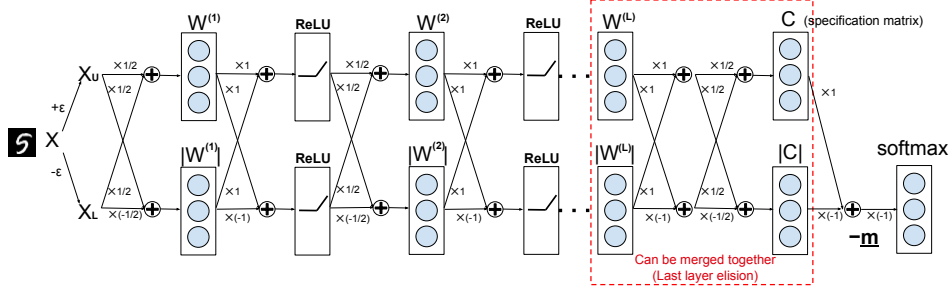 W(1) ReLU W(2) ReLU W(L) C (specification matrix)
XU ×1/2 ×1 ×1/2 ×1 ×1 ×1/2 ×1
×1/2 ×1 ×1/2 ×1 ×1 ×1/2
+ε
5 X
-ε
|W(1)| ReLU |W(2)| ReLU |W(L)| |C| softmax
×1/2 ×1 ×1/2 ×1 ×1 ×1/2
XL ×(-1/2) ×(-1) ×(-1/2) ×(-1) ×(-1) ×(-1/2) ×(-1) ×(-1)
−m
Can be merged together
(Last layer elision)